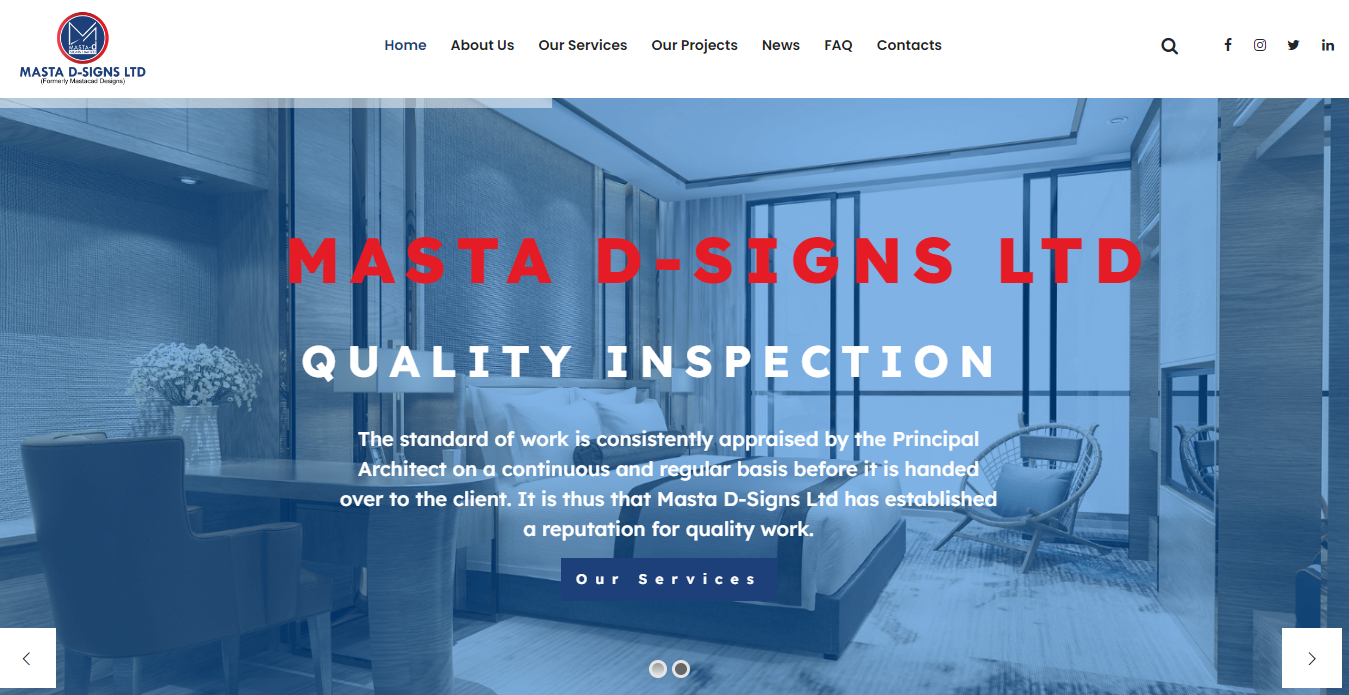 MASTA-D
SIGNS LIMITED
MASTA D-SIGNS LTD
(Formerly Mastacad Designs)
Home About Us Our Services Our Projects News FAQ Contacts
MASTA D-SIGNS LTD
QUALITY INSPECTION
The standard of work is consistently appraised by the Principal
Architect on a continuous and regular basis before it is handed
over to the client. It is thus that Masta D-Signs Ltd has established
a reputation for quality work.
Our Services